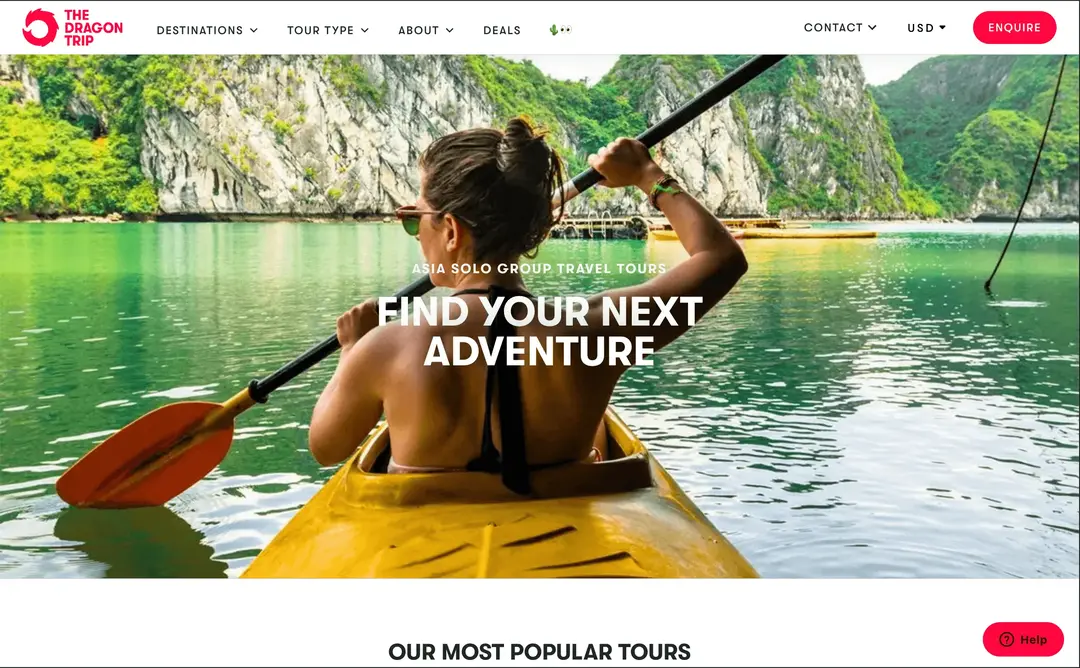 THE
DRAGON
TRIP
DESTINATIONS
TOUR TYPE
ABOUT
DEALS
CONTACT
USD
ENQUIRE
ASIA SOLO GROUP TRAVEL TOURS
FIND YOUR NEXT
ADVENTURE
OUR MOST POPULAR TOURS
Help